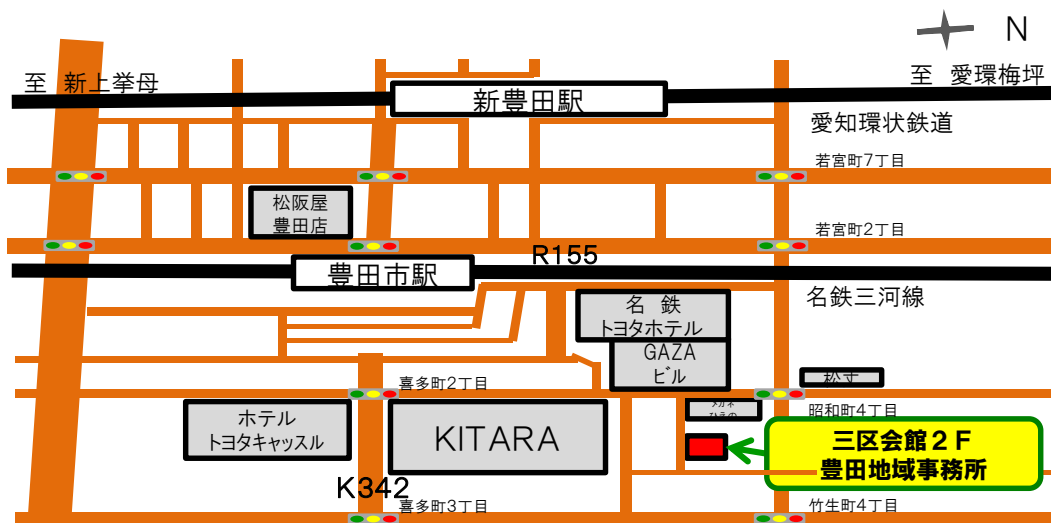 N
至 新上挙母
至 愛環梅坪
新豊田駅
愛知環状鉄道
若宮町7丁目
松阪屋
豊田店
若宮町2丁目
R155
豊田市駅
名鉄三河線
名 鉄
トヨタホテル
GAZA
ビル
喜多町2丁目
昭和町4丁目
ホテル
トヨタキャッスル
KITARA
三区会館２Ｆ
豊田地域事務所
K342
喜多町3丁目
竹生町4丁目